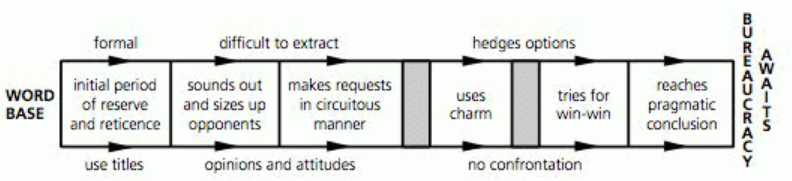 formal
difficult to extract
hedges options
WORD
BASE
initial period
of reserve
and reticence
sounds out
and sizes up
opponents
makes requests
in circuitous
manner
uses
charm
tries for
win-win
reaches
pragmatic
conclusion
BUREAUCRACY
AWAITS
use titles
opinions and attitudes
no confrontation